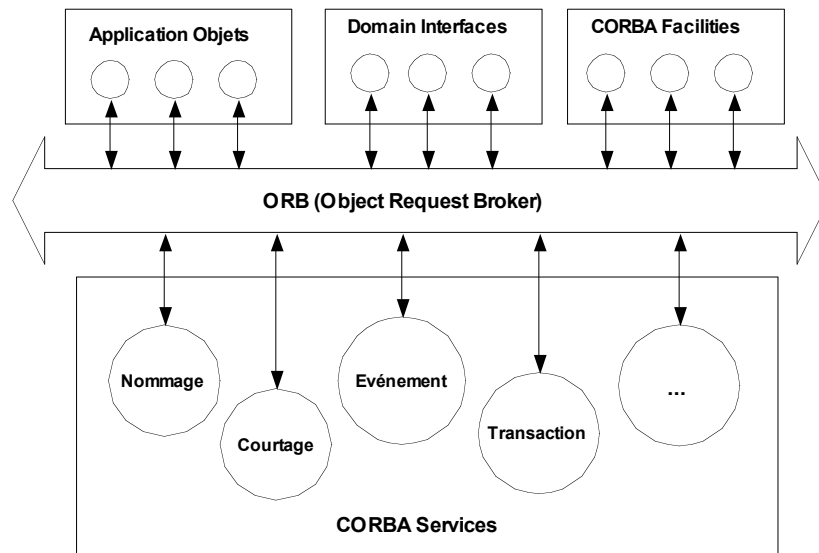 Application Objets
Domain Interfaces
CORBA Facilities
ORB (Object Request Broker)
Nommage
Courtage
Evénement
Transaction
...
CORBA Services